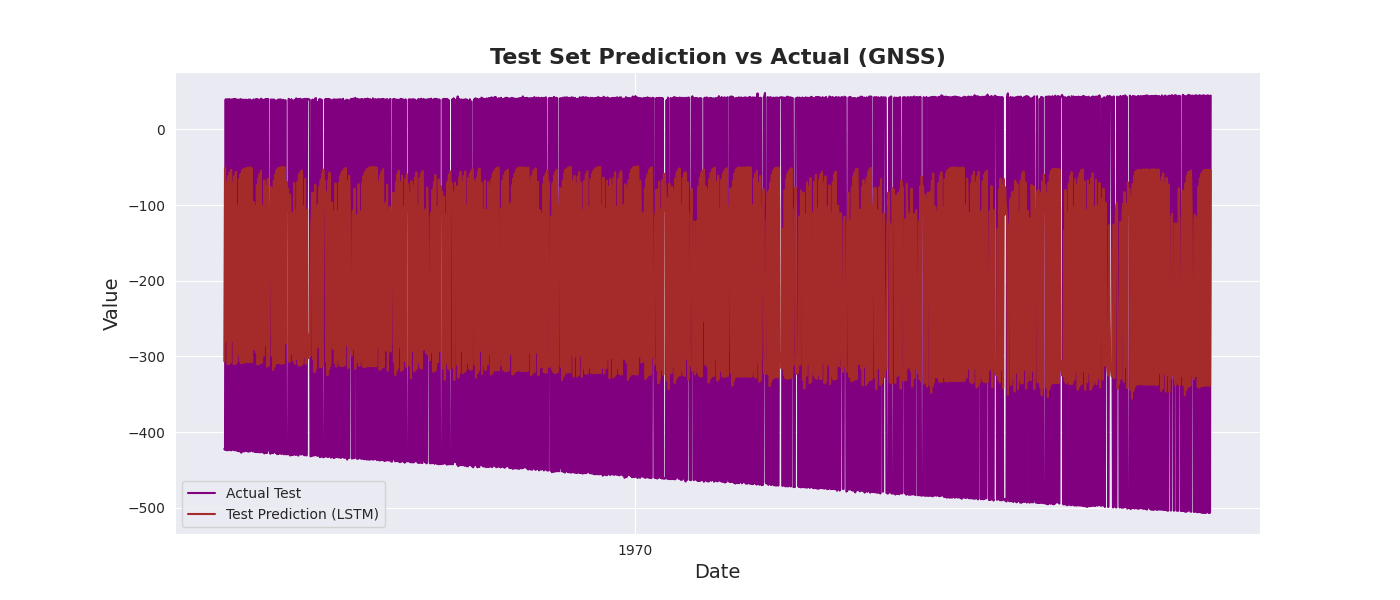 Test Set Prediction vs Actual (GNSS)
Value
0
−100
−200
−300
−400
−500
Actual Test
Test Prediction (LSTM)
1970
Date